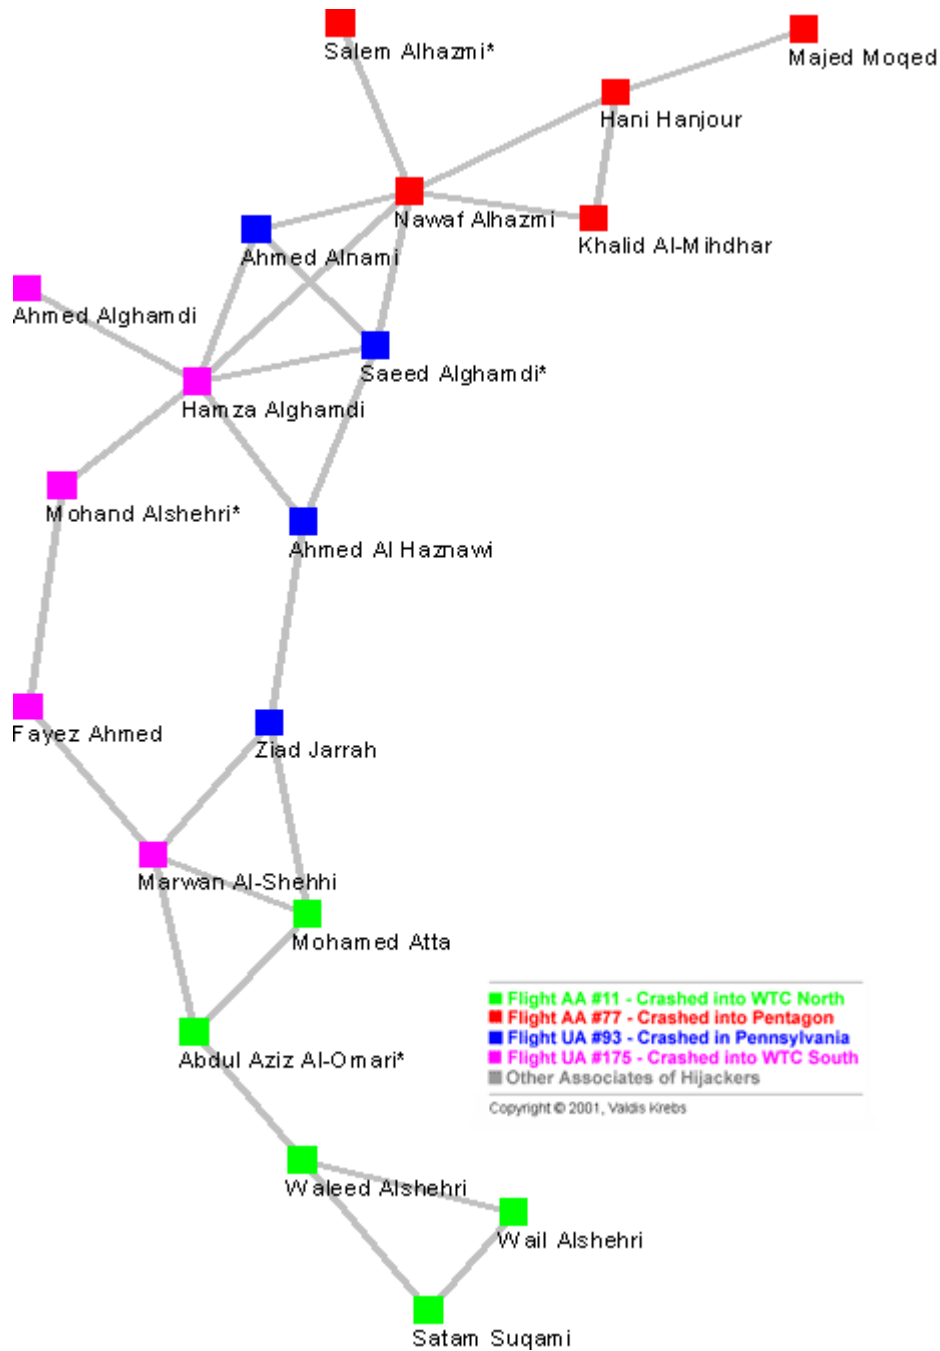 Salem Alhazmi*
Majed Moqed
Hani Hanjour
Nawaf Alhazmi
Khalid Al-Mihdhar
Ahmed Alnami
Ahmed Alghamdi
Saeed Alghamdi*
Hamza Alghamdi
Mohand Alshehri*
Ahmed Al Haznawi
Fayez Ahmed
Ziad Jarrah
Marwan Al-Shehhi
Mohamed Atta
Abdul Aziz Al-Omari*
Flight AA #11 - Crashed into WTC North
Flight AA #77 - Crashed into Pentagon
Flight UA #93 - Crashed in Pennsylvania
Flight UA #175 - Crashed into WTC South
Other Associates of Hijackers
Copyright © 2001, Valdis Krebs
Waleed Alshehri
Wail Alshehri
Satam Suqami